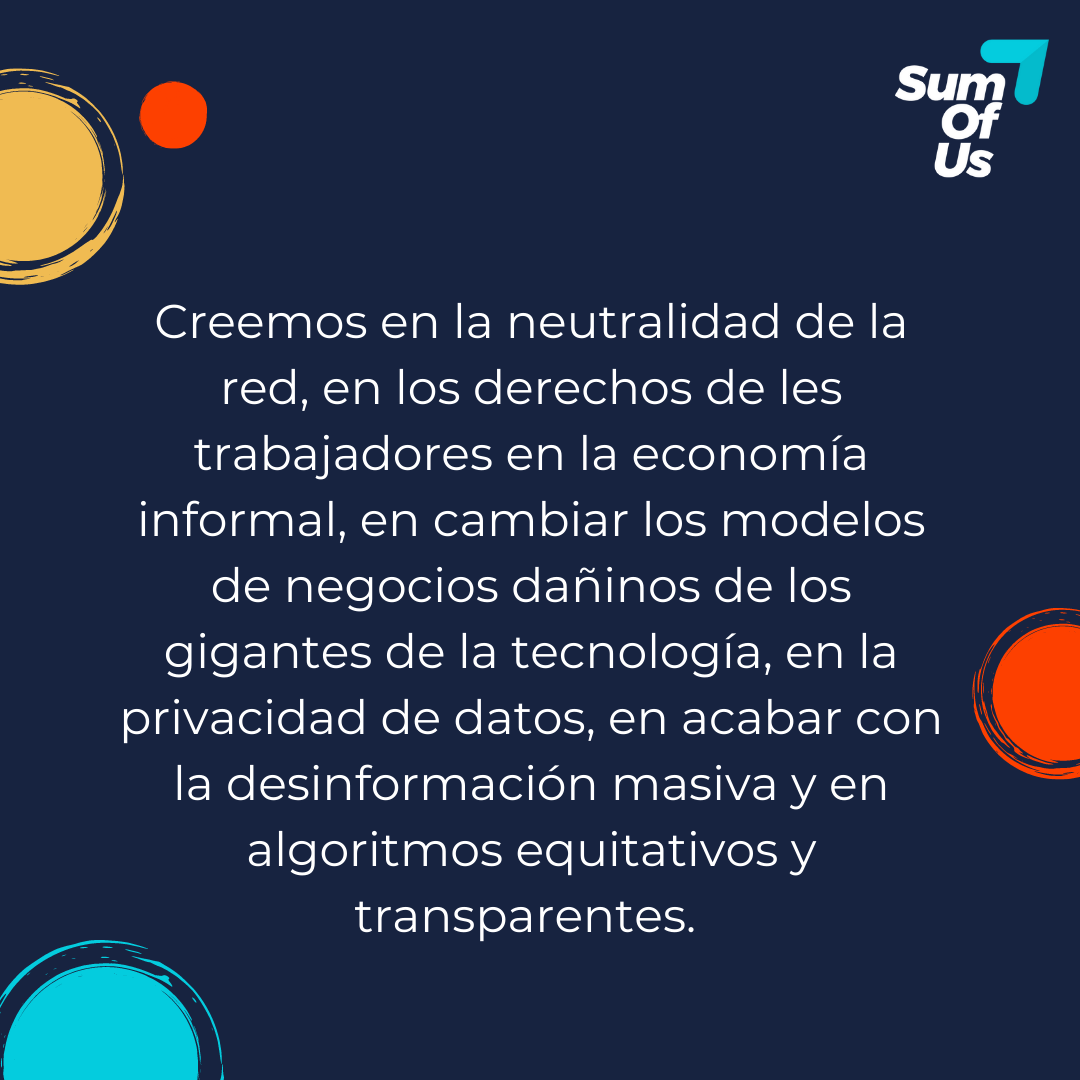 Sum
Of
Us
Creemos en la neutralidad de la
red, en los derechos de les
trabajadores en la economía
informal, en cambiar los modelos
de negocios dañinos de los
gigantes de la tecnología, en la
privacidad de datos, en acabar con
la desinformación masiva y en
algoritmos equitativos y
transparentes.